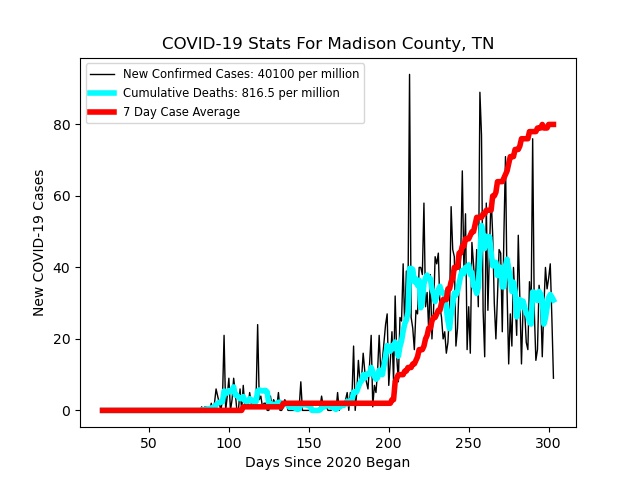 COVID-19 Stats For Madison County, TN
New Confirmed Cases: 40100 per million
Cumulative Deaths: 816.5 per million
7 Day Case Average
New COVID-19 Cases
80
60
40
20
0
50 100 150 200 250 300
Days Since 2020 Began